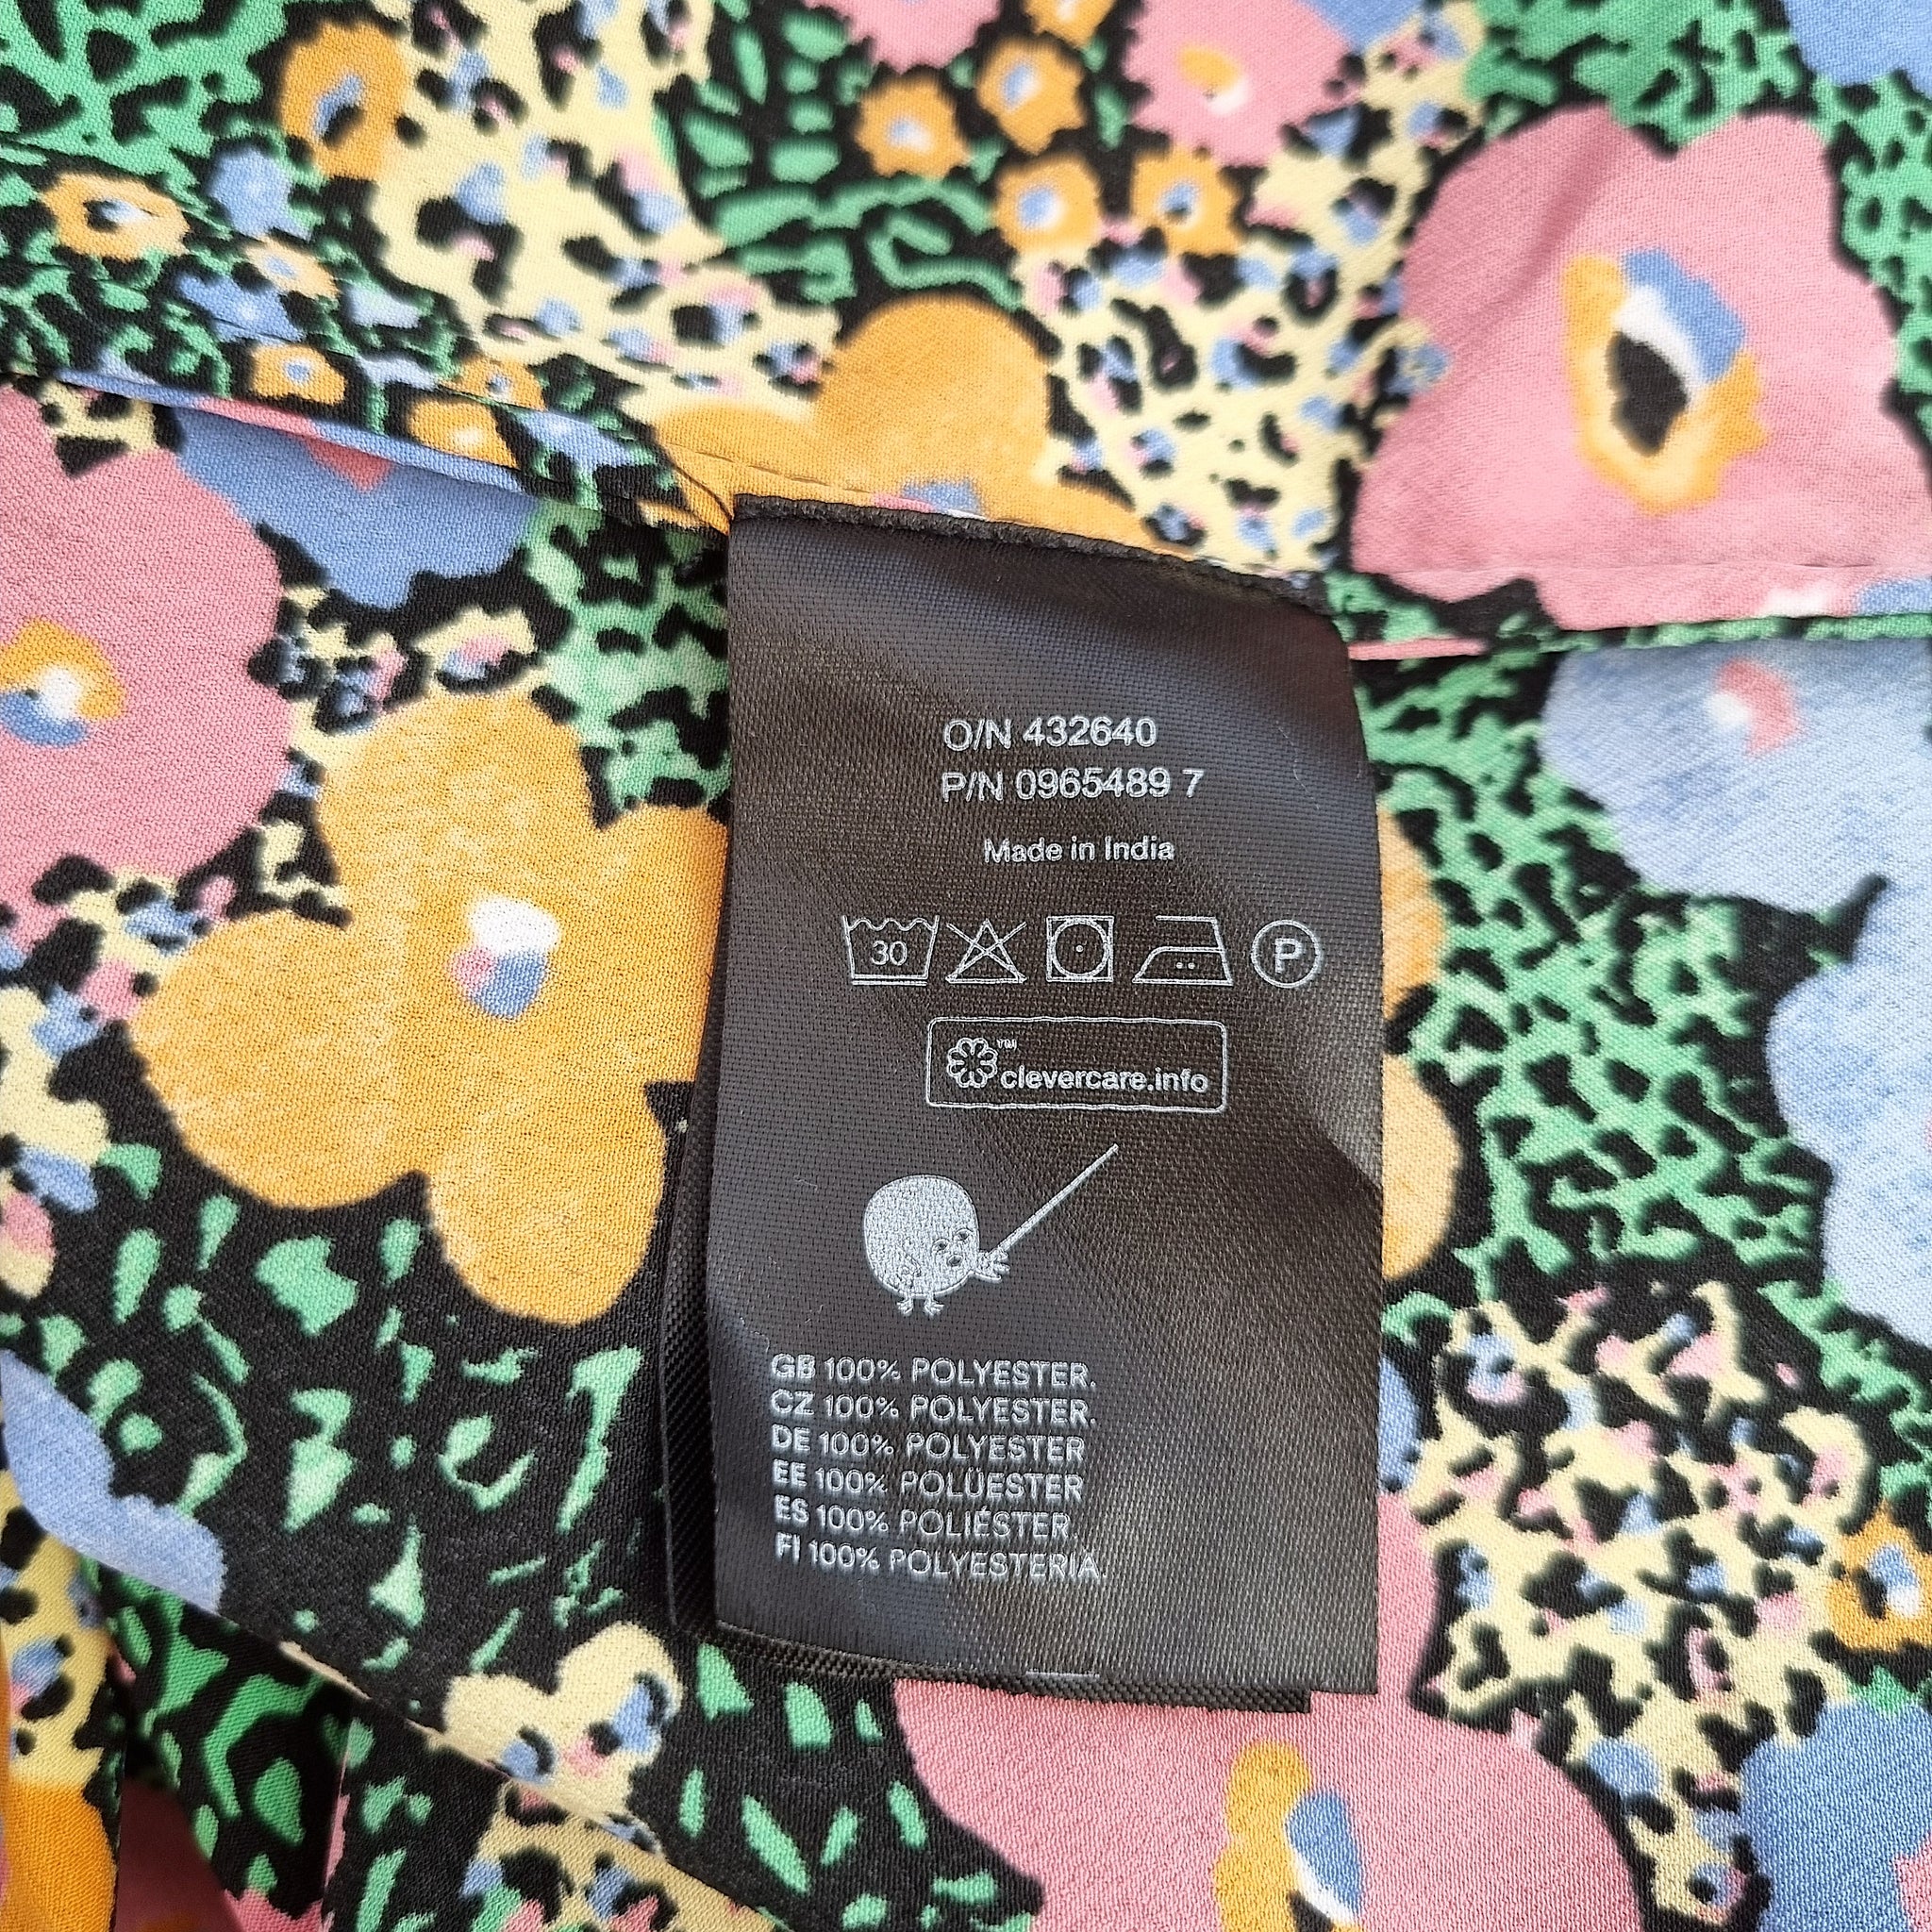 O/N 432640
P/N 0965489 7
Made in India
30
P
clevercare.info™
GB 100% POLYESTER.
CZ 100% POLYESTER.
DE 100% POLYESTER
EE 100% POLÜESTER
ES 100% POLIÉSTER.
FI 100% POLYESTERIA.